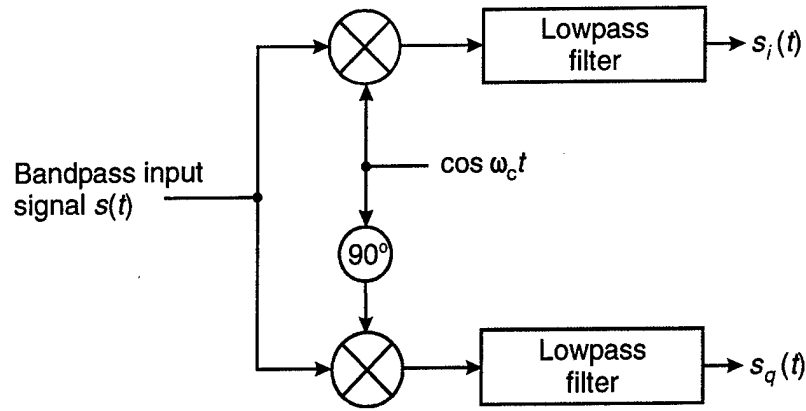 Lowpass
filter
s_i(t)
cos ω_c t
Bandpass input
signal s(t)
90°
Lowpass
filter
s_q(t)